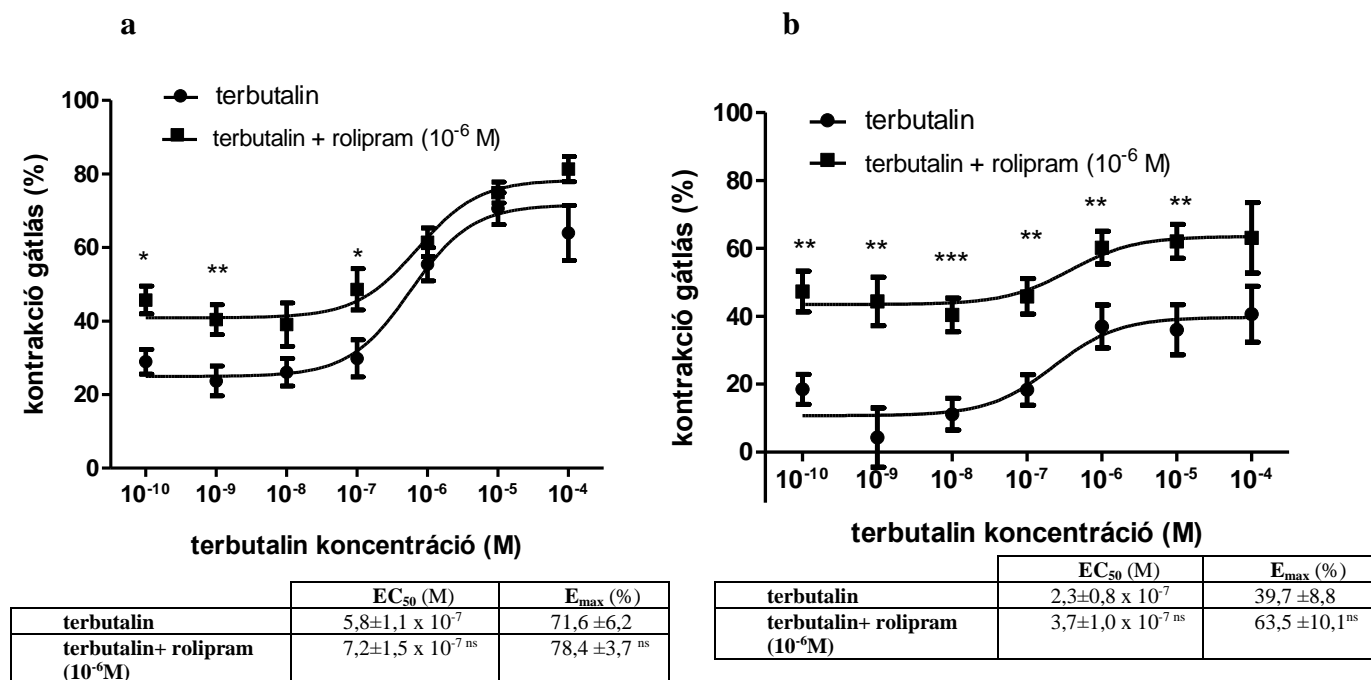 a
terbutalin
terbutalin + rolipram (10⁻⁶ M)
kontrakció gátlás (%)
100
80
60
40
20
0
* ** *
10⁻¹⁰ 10⁻⁹ 10⁻⁸ 10⁻⁷ 10⁻⁶ 10⁻⁵ 10⁻⁴
terbutalin koncentráció (M)
EC₅₀ (M) Eₘₐₓ (%)
terbutalin 5,8±1,1 x 10⁻⁷ 71,6 ±6,2
terbutalin+ rolipram 7,2±1,5 x 10⁻⁷ ⁿˢ 78,4 ±3,7 ⁿˢ
(10⁻⁶M)
b
terbutalin
terbutalin + rolipram (10⁻⁶ M)
kontrakció gátlás (%)
100
80
60
40
20
0
** ** *** ** ** **
10⁻¹⁰ 10⁻⁹ 10⁻⁸ 10⁻⁷ 10⁻⁶ 10⁻⁵ 10⁻⁴
terbutalin koncentráció (M)
EC₅₀ (M) Eₘₐₓ (%)
terbutalin 2,3±0,8 x 10⁻⁷ 39,7 ±8,8
terbutalin+ rolipram 3,7±1,0 x 10⁻⁷ ⁿˢ 63,5 ±10,1ⁿˢ
(10⁻⁶M)